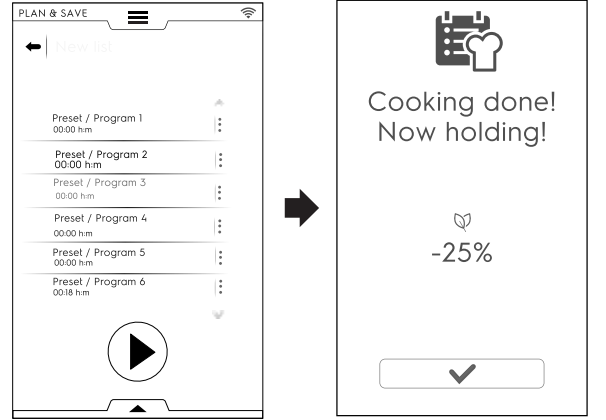 PLAN & SAVE
New list
Preset / Program 1
00:00 h:m
Preset / Program 2
00:00 h:m
Preset / Program 3
00:00 h:m
Preset / Program 4
00:00 h:m
Preset / Program 5
00:00 h:m
Preset / Program 6
00:18 h:m
Cooking done!
Now holding!
-25%